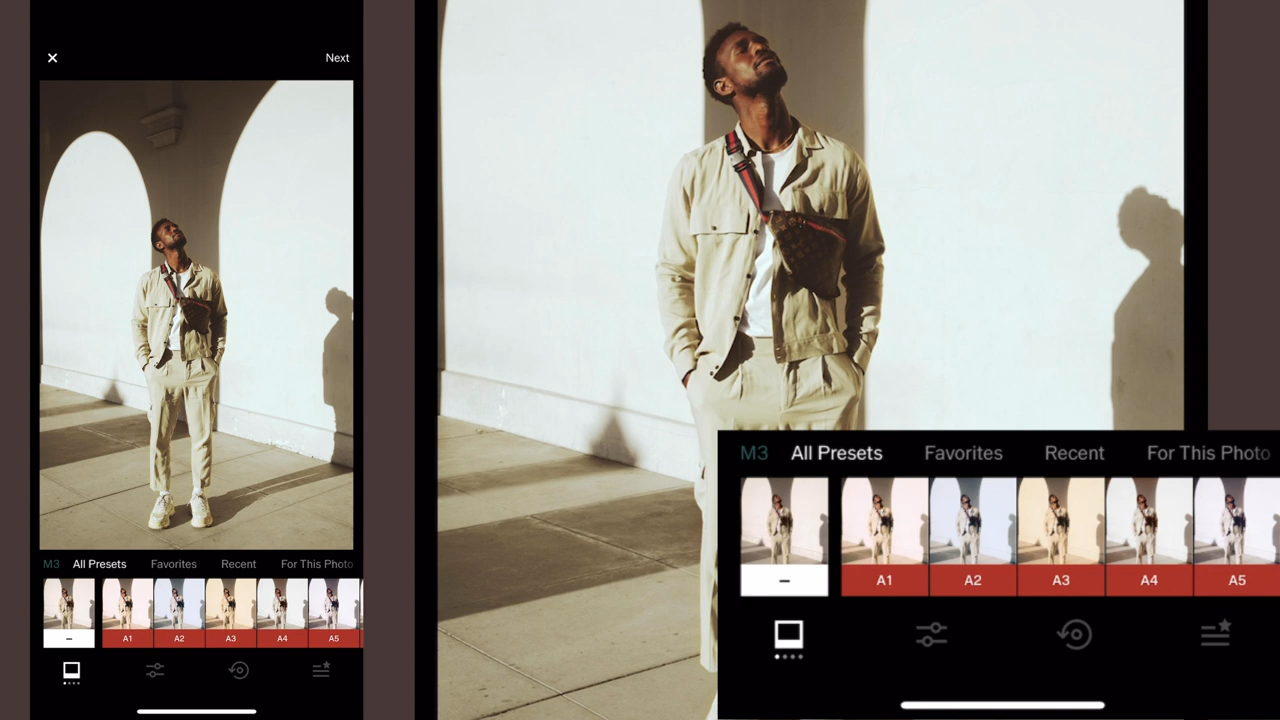 Next
M3 All Presets Favorites Recent For This Photo
– A1 A2 A3 A4 A5
M3 All Presets Favorites Recent For This Photo
– A1 A2 A3 A4 A5